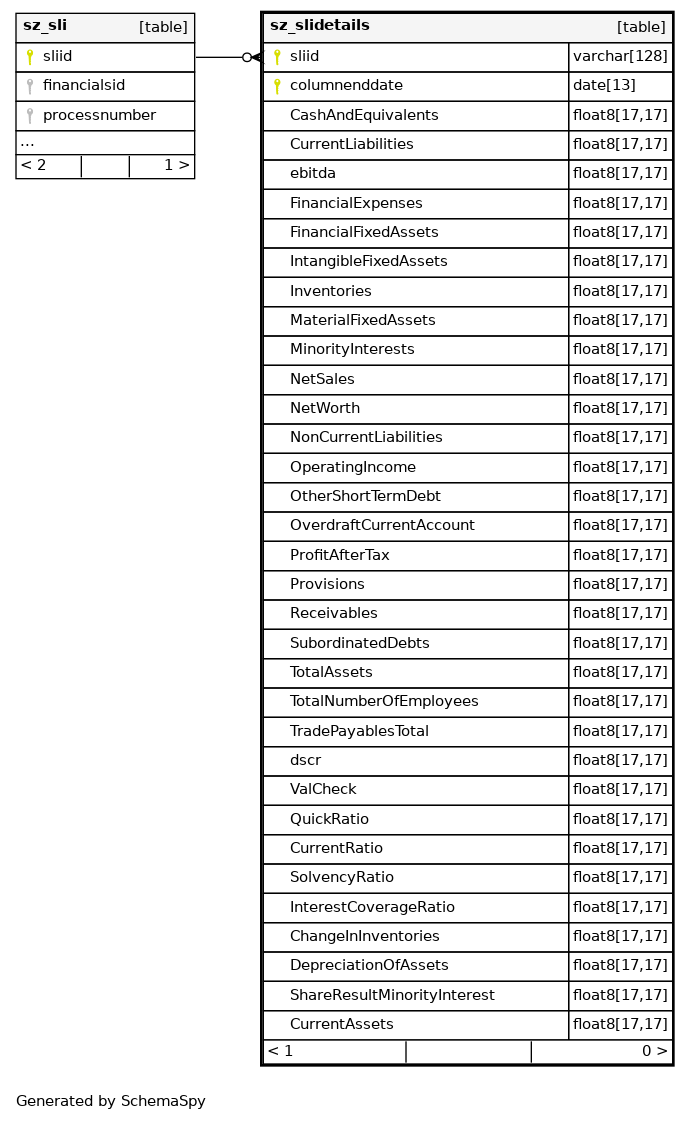 sz_sli [table]
sliid
financialsid
processnumber
...
< 2 1 >
sz_slidetails [table]
sliid varchar[128]
columnenddate date[13]
CashAndEquivalents float8[17,17]
CurrentLiabilities float8[17,17]
ebitda float8[17,17]
FinancialExpenses float8[17,17]
FinancialFixedAssets float8[17,17]
IntangibleFixedAssets float8[17,17]
Inventories float8[17,17]
MaterialFixedAssets float8[17,17]
MinorityInterests float8[17,17]
NetSales float8[17,17]
NetWorth float8[17,17]
NonCurrentLiabilities float8[17,17]
OperatingIncome float8[17,17]
OtherShortTermDebt float8[17,17]
OverdraftCurrentAccount float8[17,17]
ProfitAfterTax float8[17,17]
Provisions float8[17,17]
Receivables float8[17,17]
SubordinatedDebts float8[17,17]
TotalAssets float8[17,17]
TotalNumberOfEmployees float8[17,17]
TradePayablesTotal float8[17,17]
dscr float8[17,17]
ValCheck float8[17,17]
QuickRatio float8[17,17]
CurrentRatio float8[17,17]
SolvencyRatio float8[17,17]
InterestCoverageRatio float8[17,17]
ChangeInInventories float8[17,17]
DepreciationOfAssets float8[17,17]
ShareResultMinorityInterest float8[17,17]
CurrentAssets float8[17,17]
< 1 0 >
Generated by SchemaSpy